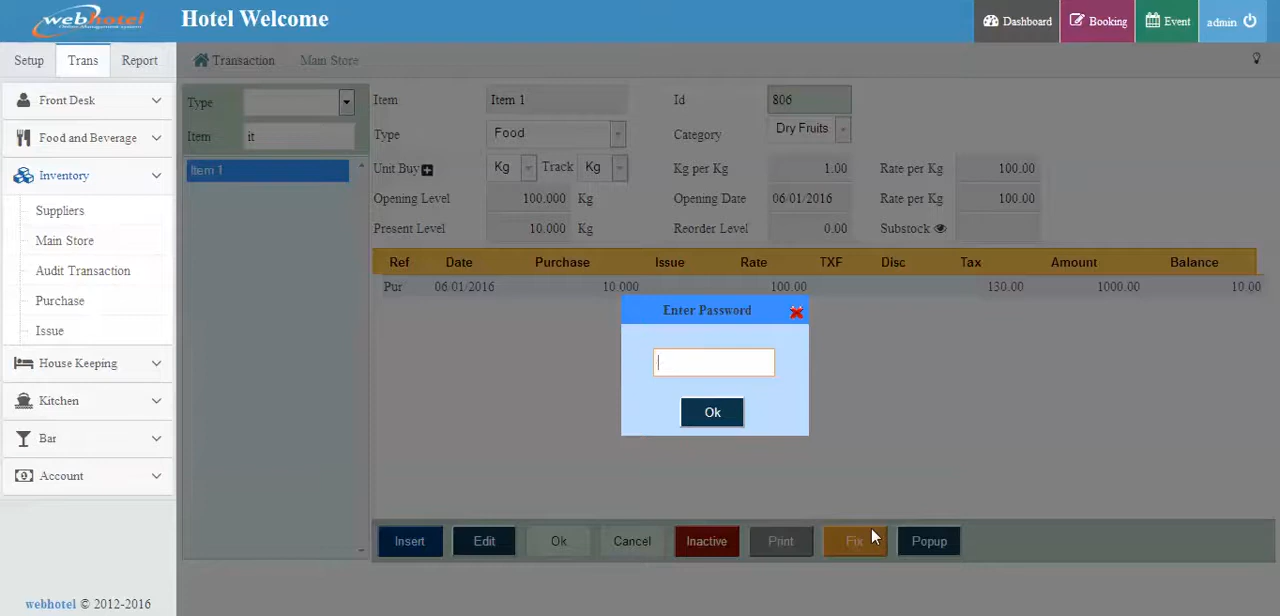 webhotel
Online Management System
Hotel Welcome
Dashboard
Booking
Event
admin
Setup
Trans
Report
Transaction
Main Store
Front Desk
Food and Beverage
Inventory
Suppliers
Main Store
Audit Transaction
Purchase
Issue
House Keeping
Kitchen
Bar
Account
Type
Item it
Item 1
Item Item 1 Id 806
Type Food Category Dry Fruits
Unit Buy Kg Track Kg Kg per Kg 1.00 Rate per Kg 100.00
Opening Level 100.000 Kg Opening Date 06/01/2016 Rate per Kg 100.00
Present Level 10.000 Kg Reorder Level 0.00 Substock
Ref Date Purchase Issue Rate TXF Disc Tax Amount Balance
Pur 06/01/2016 10.000 100.00 130.00 1000.00 10.00
Enter Password
Ok
Insert Edit Ok Cancel Inactive Print Fix Popup
webhotel © 2012-2016